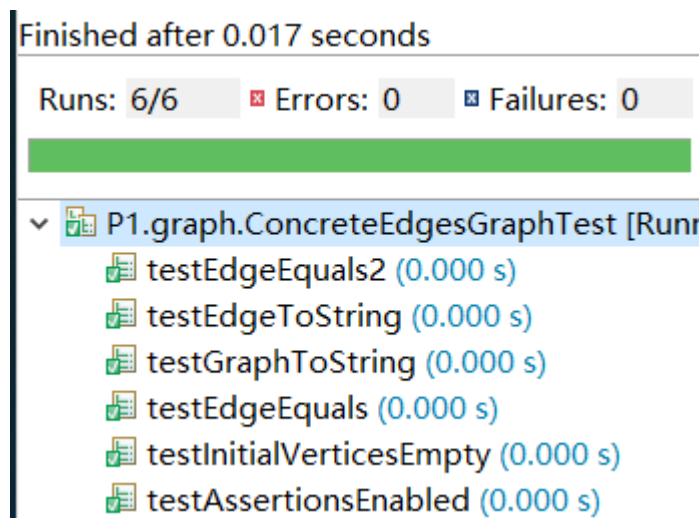 Finished after 0.017 seconds
Runs: 6/6 Errors: 0 Failures: 0
P1.graph.ConcreteEdgesGraphTest [Runn
testEdgeEquals2 (0.000 s)
testEdgeToString (0.000 s)
testGraphToString (0.000 s)
testEdgeEquals (0.000 s)
testInitialVerticesEmpty (0.000 s)
testAssertionsEnabled (0.000 s)